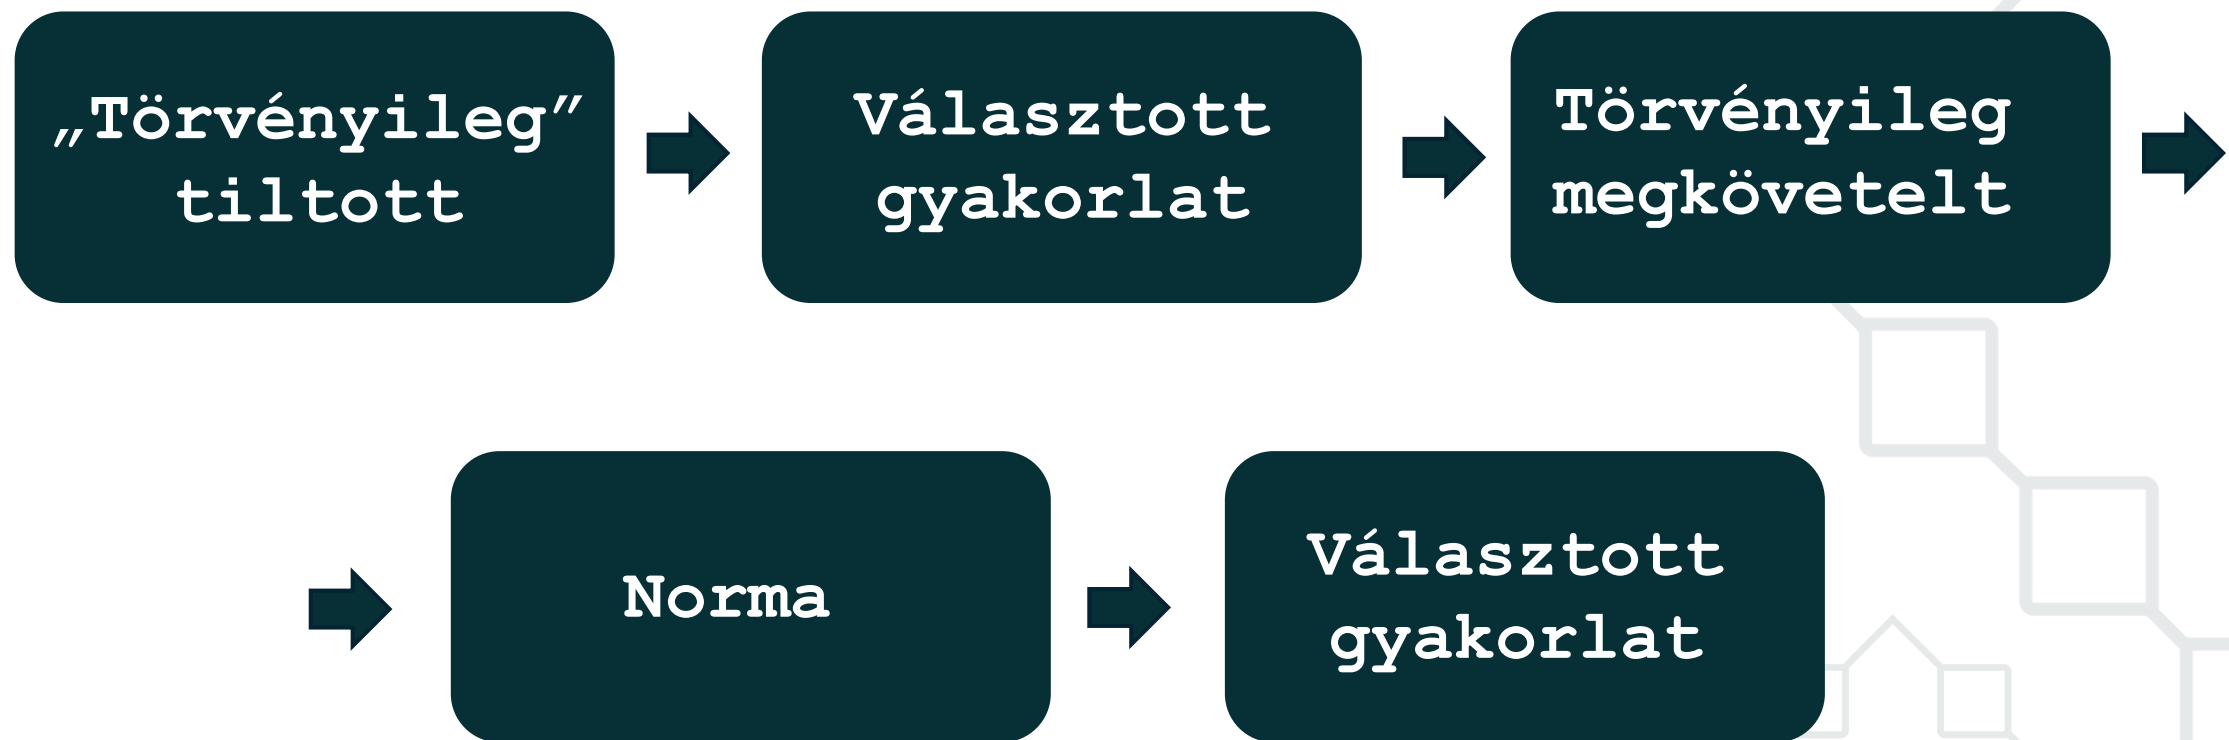 „Törvényileg”
tiltott
Választott
gyakorlat
Törvényileg
megkövetelt
Norma
Választott
gyakorlat